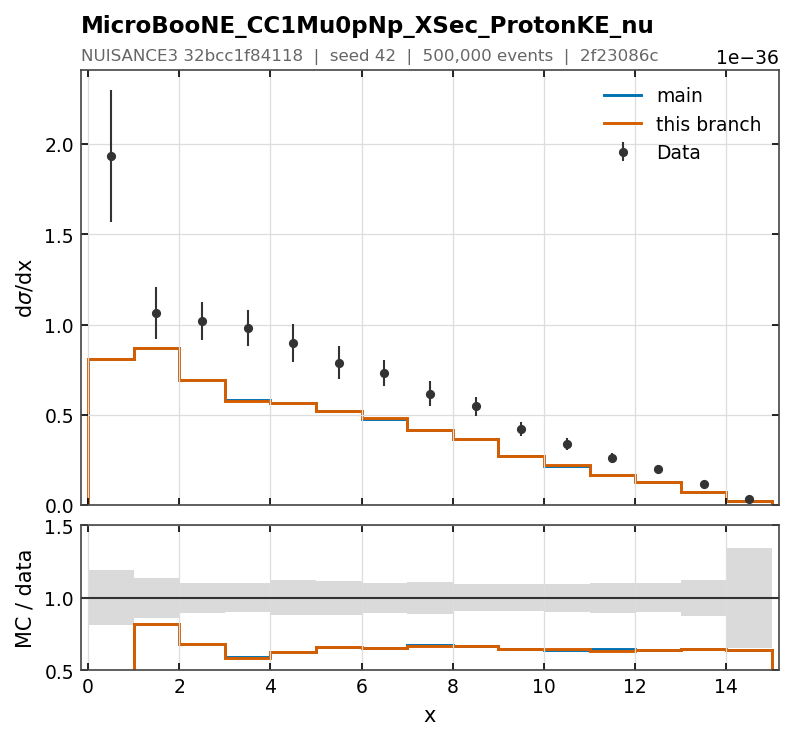 MicroBooNE_CC1Mu0pNp_XSec_ProtonKE_nu
NUISANCE3 32bcc1f84118 | seed 42 | 500,000 events | 2f23086c
1e−36
main
this branch
Data
dσ/dx
2.0
1.5
1.0
0.5
0.0
MC / data
1.5
1.0
0.5
0 2 4 6 8 10 12 14
x